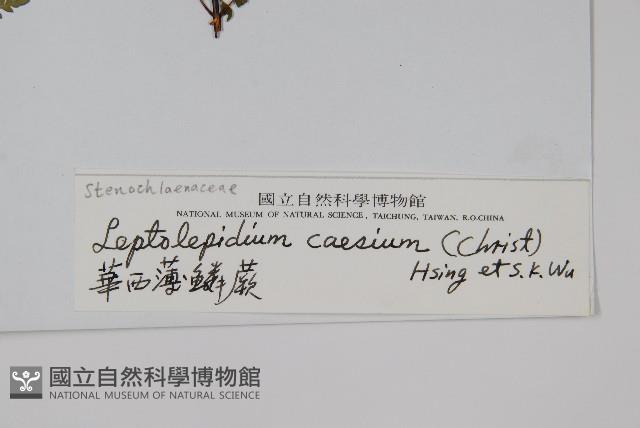 Stenochlaenaceae
國立自然科學博物館
NATIONAL MUSEUM OF NATURAL SCIENCE, TAICHUNG, TAIWAN, R.O.CHINA
Leptolepidium caesium (Christ)
Hsing et S.K. Wu
華西薄鱗蕨
國立自然科學博物館
NATIONAL MUSEUM OF NATURAL SCIENCE